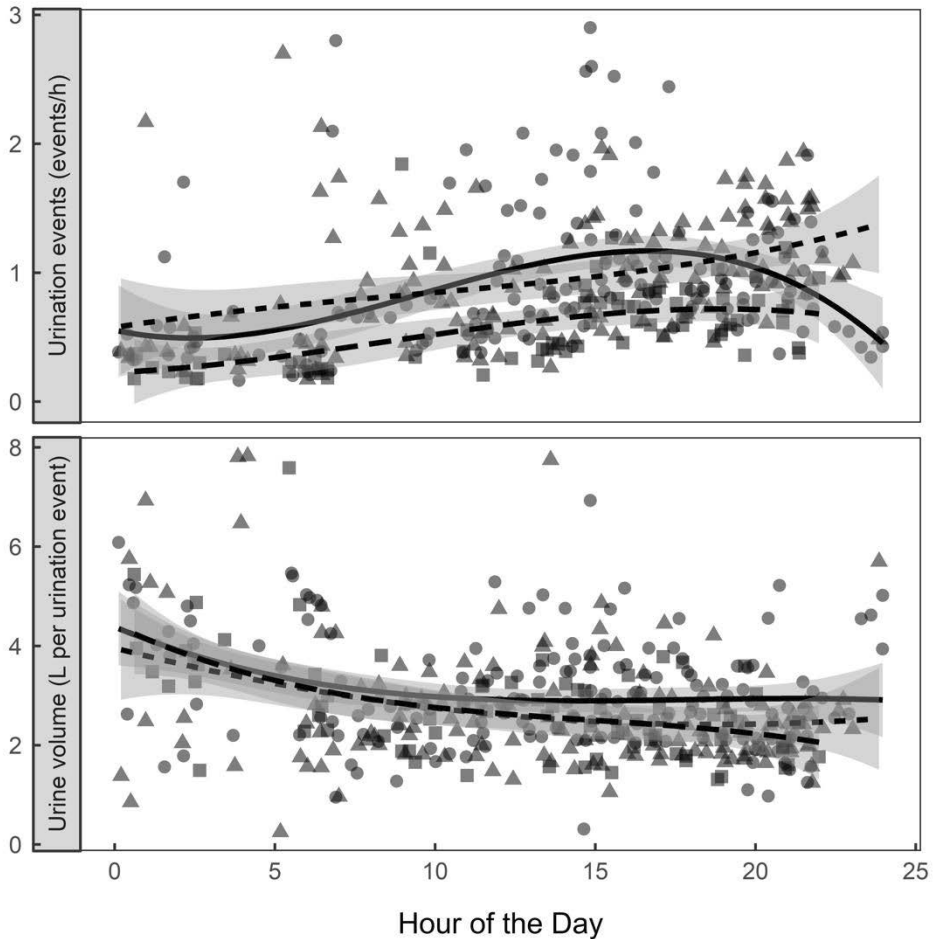 Urination events (events/h)
3
2
1
0
Urine volume (L per urination event)
8
6
4
2
0
0 5 10 15 20 25
Hour of the Day